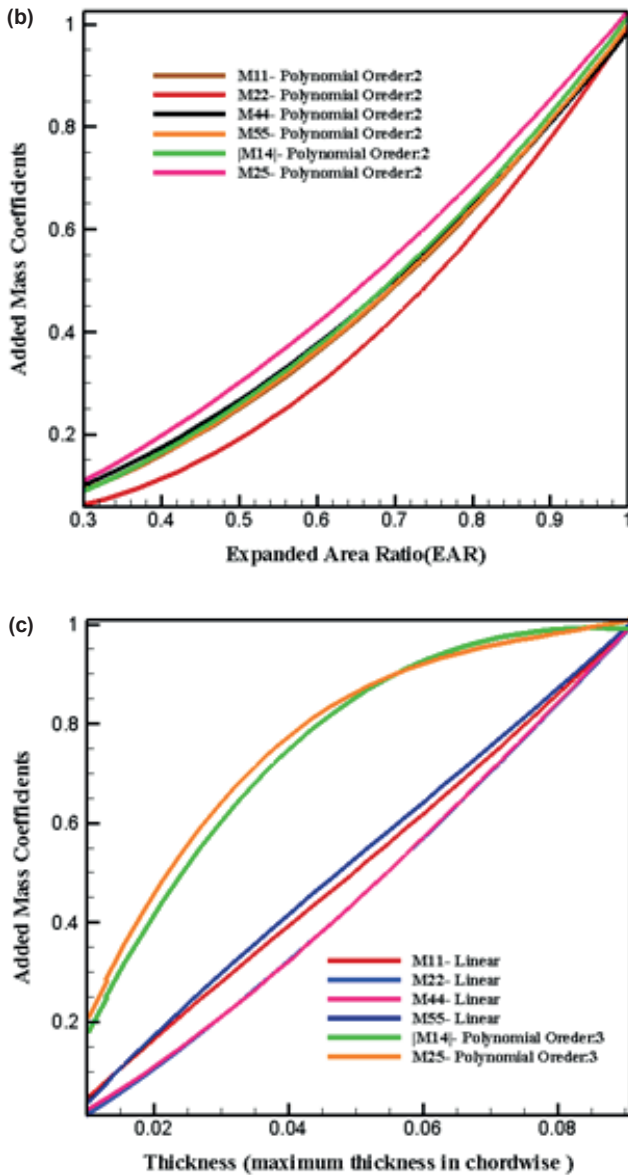 (b)
1
0.8
0.6
0.4
0.2
Added Mass Coefficients
M11- Polynomial Oreder:2
M22- Polynomial Oreder:2
M44- Polynomial Oreder:2
M55- Polynomial Oreder:2
|M14|- Polynomial Oreder:2
M25- Polynomial Oreder:2
0.3 0.4 0.5 0.6 0.7 0.8 0.9 1
Expanded Area Ratio(EAR)
(c)
1
0.8
0.6
0.4
0.2
Added Mass Coefficients
M11- Linear
M22- Linear
M44- Linear
M55- Linear
|M14|- Polynomial Oreder:3
M25- Polynomial Oreder:3
0.02 0.04 0.06 0.08
Thickness (maximum thickness in chordwise )